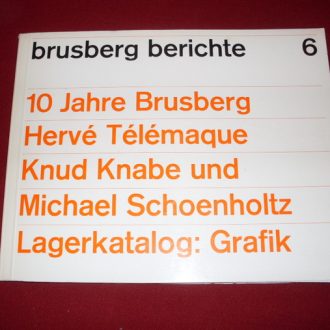 brusberg berichte 6
10 Jahre Brusberg
Hervé Télémaque
Knud Knabe und
Michael Schoenholtz
Lagerkatalog: Grafik